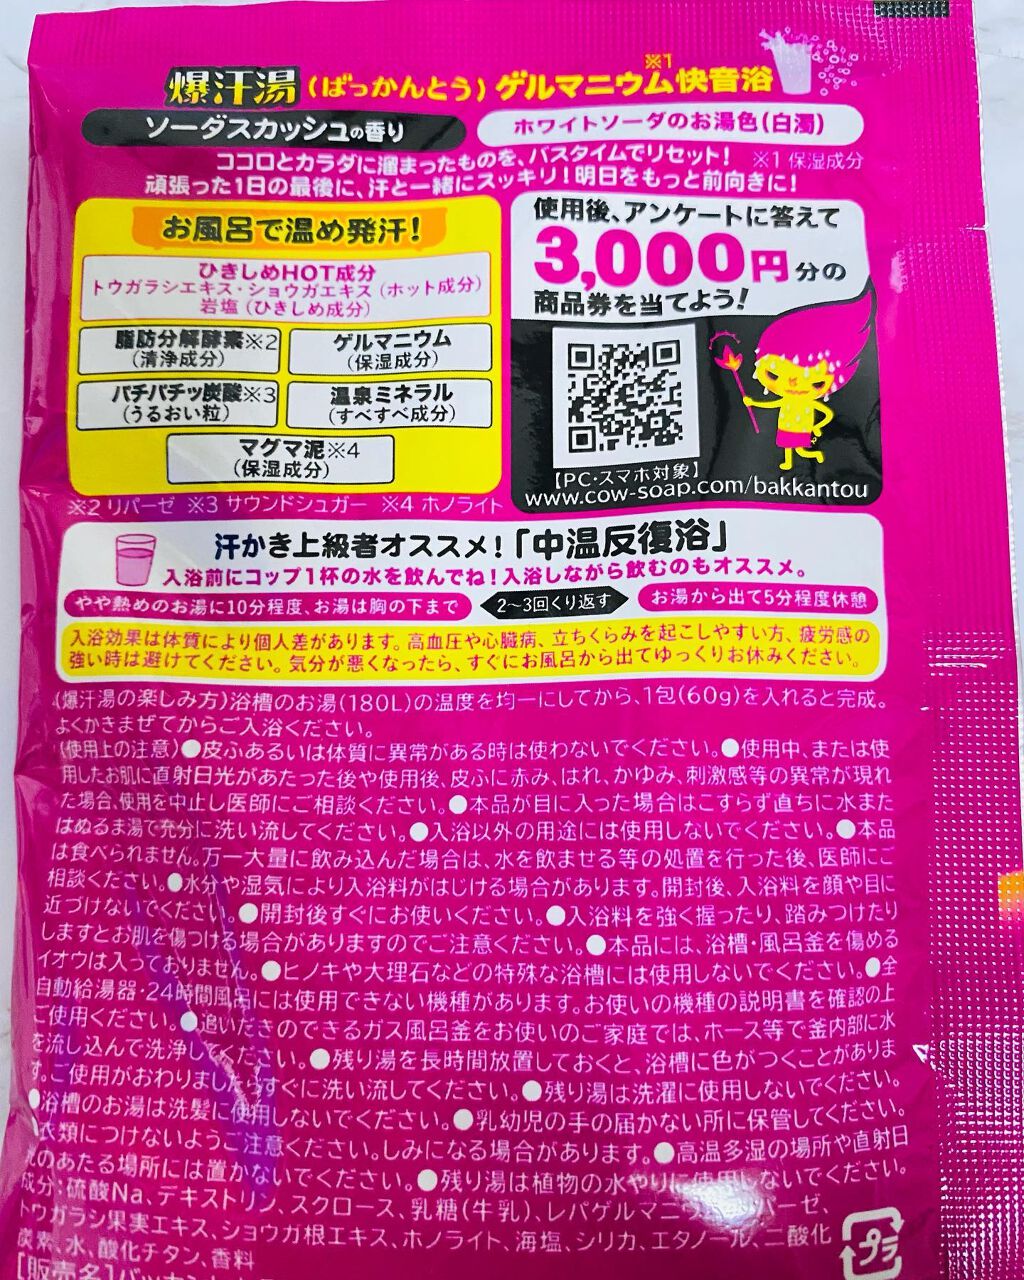 爆汗湯(ばっかんとう)ゲルマニウム※1快音浴
ソーダスカッシュの香り
ホワイトソーダのお湯色(白濁)
ココロとカラダに溜まったものを、バスタイムでリセット! ※1 保湿成分
頑張った1日の最後に、汗と一緒にスッキリ!明日をもっと前向きに!
お風呂で温め発汗!
ひきしめHOT成分
トウガラシエキス・ショウガエキス(ホット成分)
岩塩(ひきしめ成分)
脂肪分解酵素※2
(清浄成分)
ゲルマニウム
(保湿成分)
パチパチッ炭酸※3
(うるおい粒)
温泉ミネラル
(すべすべ成分)
マグマ泥※4
(保湿成分)
※2 リパーゼ ※3 サウンドシュガー ※4 ホノライト
使用後、アンケートに答えて
3,000円分の
商品券を当てよう!
【PC・スマホ対象】
www.cow-soap.com/bakkantou
汗かき上級者オススメ!「中温反復浴」
入浴前にコップ1杯の水を飲んでね!入浴しながら飲むのもオススメ。
やや熱めのお湯に10分程度、お湯は胸の下まで
2〜3回くり返す
お湯から出て5分程度休憩
入浴効果は体質により個人差があります。高血圧や心臓病、立ちくらみを起こしやすい方、疲労感の
強い時は避けてください。気分が悪くなったら、すぐにお風呂から出てゆっくりお休みください。
(爆汗湯の楽しみ方)浴槽のお湯(180L)の温度を均一にしてから、1包(60g)を入れると完成。
よくかきまぜてからご入浴ください。
(使用上の注意)●皮ふあるいは体質に異常がある時は使わないでください。●使用中、または使
用したお肌に直射日光があたった後や使用後、皮ふに赤み、はれ、かゆみ、刺激感等の異常が現れ
た場合、使用を中止し医師にご相談ください。●本品が目に入った場合はこすらず直ちに水また
はぬるま湯で充分に洗い流してください。●入浴以外の用途には使用しないでください。●本品
は食べられません。万一大量に飲み込んだ場合は、水を飲ませる等の処置を行った後、医師にご
相談ください。●水分や湿気により入浴料がはじける場合があります。開封後、入浴料を顔や目に
近づけないでください。●開封後すぐにお使いください。●入浴料を強く握ったり、踏みつけたり
しますとお肌を傷つける場合がありますのでご注意ください。●本品には、浴槽・風呂釜を傷める
イオウは入っておりません。●ヒノキや大理石などの特殊な浴槽には使用しないでください。●全
自動給湯器・24時間風呂には使用できない機種があります。お使いの機種の説明書を確認の上
ご使用ください。●追いだきのできるガス風呂釜をお使いのご家庭では、ホース等で釜内部に水
を流し込んで洗浄してください。●残り湯を長時間放置しておくと、浴槽に色がつくことがありま
す。ご使用がおわりましたらすぐに洗い流してください。●残り湯は洗濯に使用しないでください。
●浴槽のお湯は洗髪に使用しないでください。●乳幼児の手の届かない所に保管してください。
●衣類につけないようご注意ください。しみになる場合があります。●高温多湿の場所や直射日
光のあたる場所には置かないでください。●残り湯は植物の水やりに使用しないでください。
成分:硫酸Na、デキストリン、スクロース、乳糖(牛乳)、レパゲルマニウム、リパーゼ、
トウガラシ果実エキス、ショウガ根エキス、ホノライト、海塩、シリカ、エタノール、二酸化
炭素、水、酸化チタン、香料
[販売名]バッカントウ
プラ